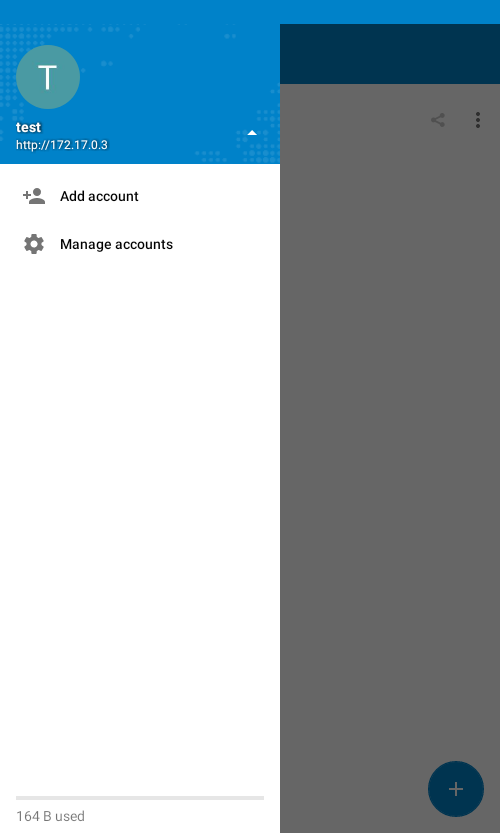 T
test
http://172.17.0.3
Add account
Manage accounts
164 B used